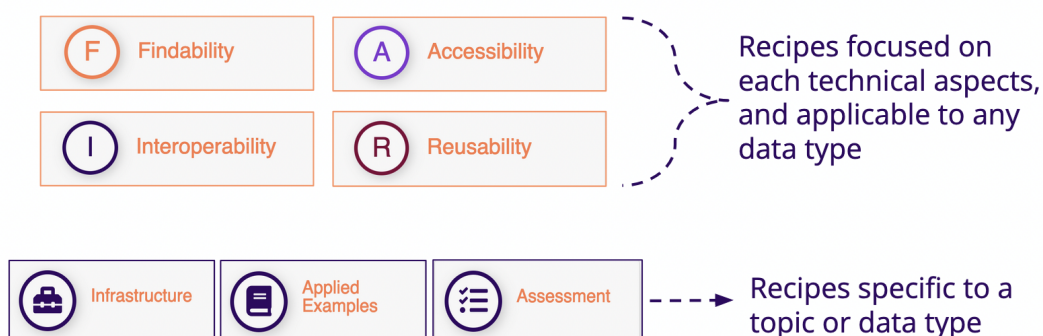 F Findability
A Accessibility
I Interoperability
R Reusability
Recipes focused on
each technical aspects,
and applicable to any
data type
Infrastructure
Applied
Examples
Assessment
Recipes specific to a
topic or data type